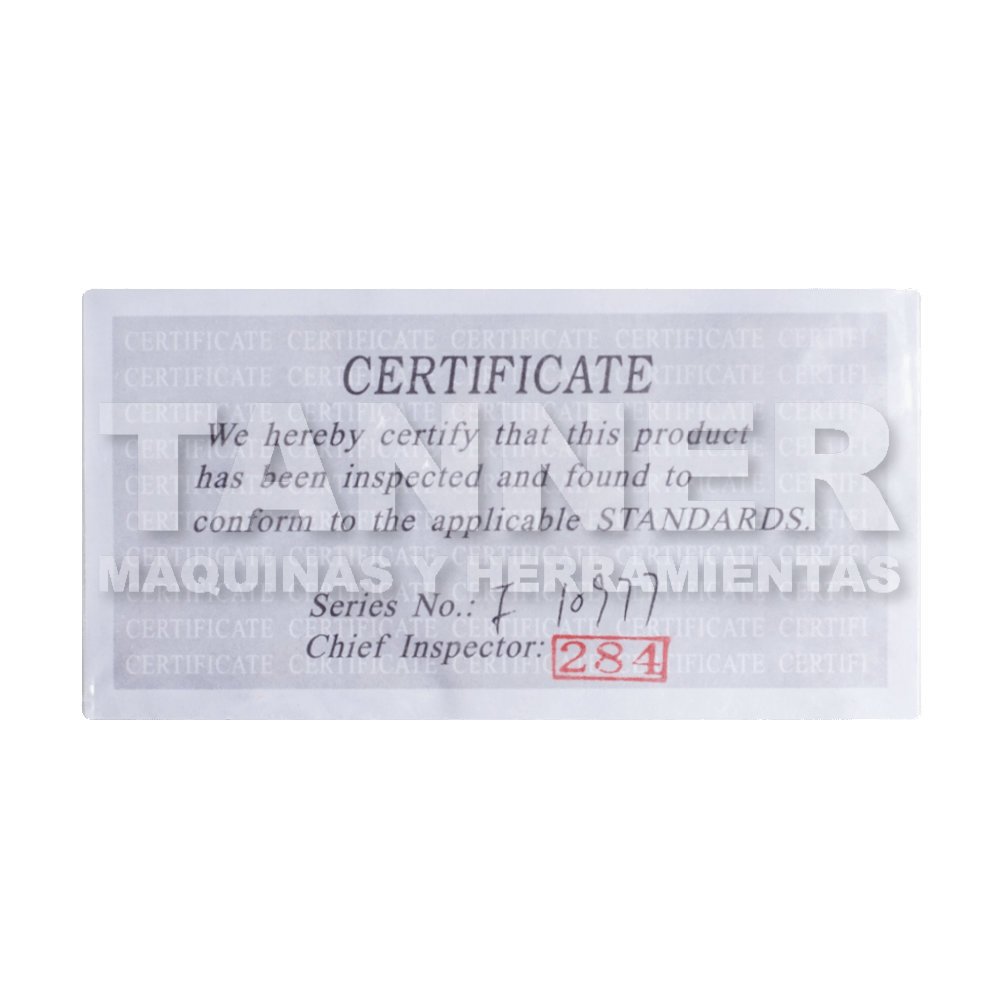 CERTIFICATE
We hereby certify that this product
has been inspected and found to
conform to the applicable STANDARDS.
TANNER
MAQUINAS Y HERRAMIENTAS
Series No.:
Chief Inspector: 284